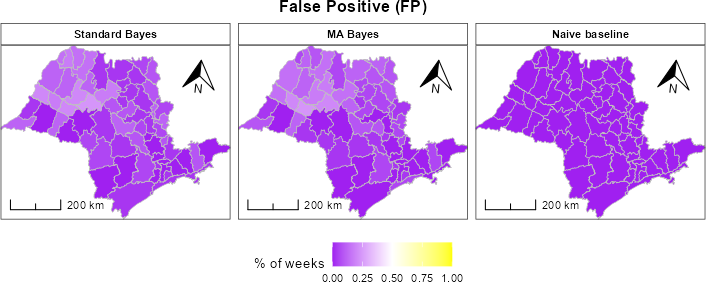 False Positive (FP)
Standard Bayes
MA Bayes
Naive baseline
N
N
N
200 km
200 km
200 km
% of weeks
0.00 0.25 0.50 0.75 1.00